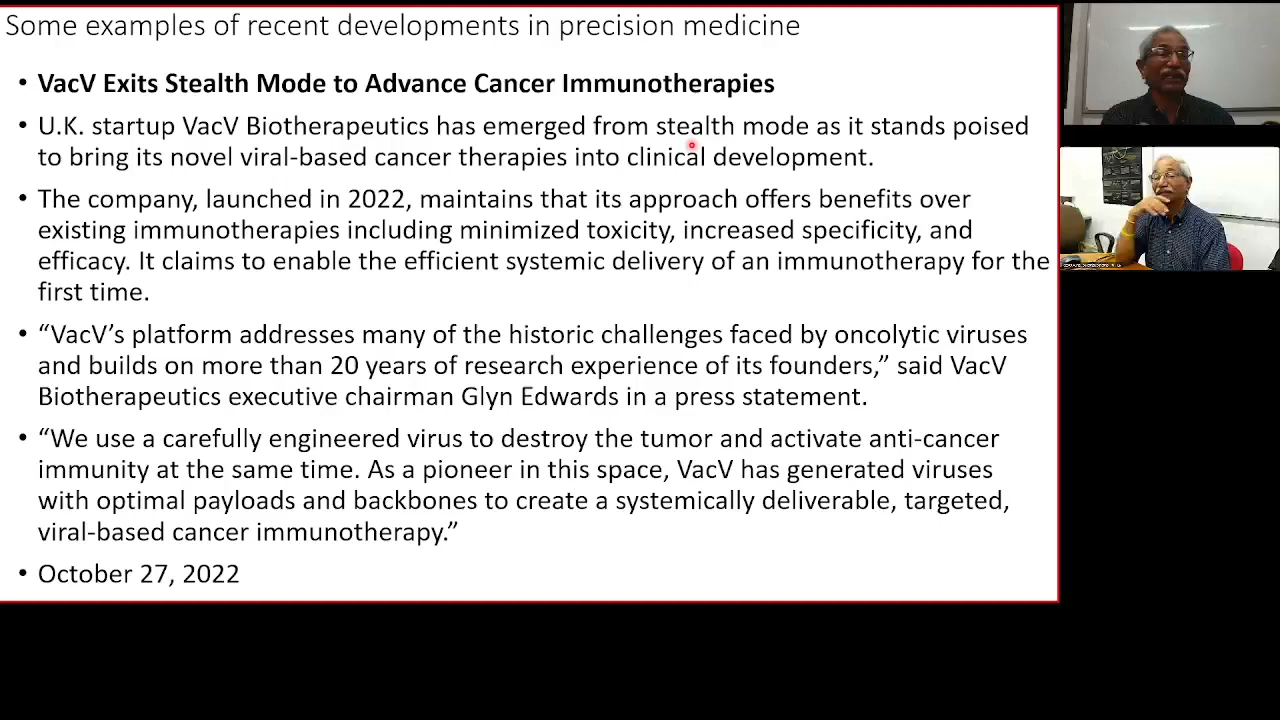 Some examples of recent developments in precision medicine
• VacV Exits Stealth Mode to Advance Cancer Immunotherapies
• U.K. startup VacV Biotherapeutics has emerged from stealth mode as it stands poised
to bring its novel viral-based cancer therapies into clinical development.
• The company, launched in 2022, maintains that its approach offers benefits over
existing immunotherapies including minimized toxicity, increased specificity, and
efficacy. It claims to enable the efficient systemic delivery of an immunotherapy for the
first time.
• “VacV’s platform addresses many of the historic challenges faced by oncolytic viruses
and builds on more than 20 years of research experience of its founders,” said VacV
Biotherapeutics executive chairman Glyn Edwards in a press statement.
• “We use a carefully engineered virus to destroy the tumor and activate anti-cancer
immunity at the same time. As a pioneer in this space, VacV has generated viruses
with optimal payloads and backbones to create a systemically deliverable, targeted,
viral-based cancer immunotherapy.”
• October 27, 2022